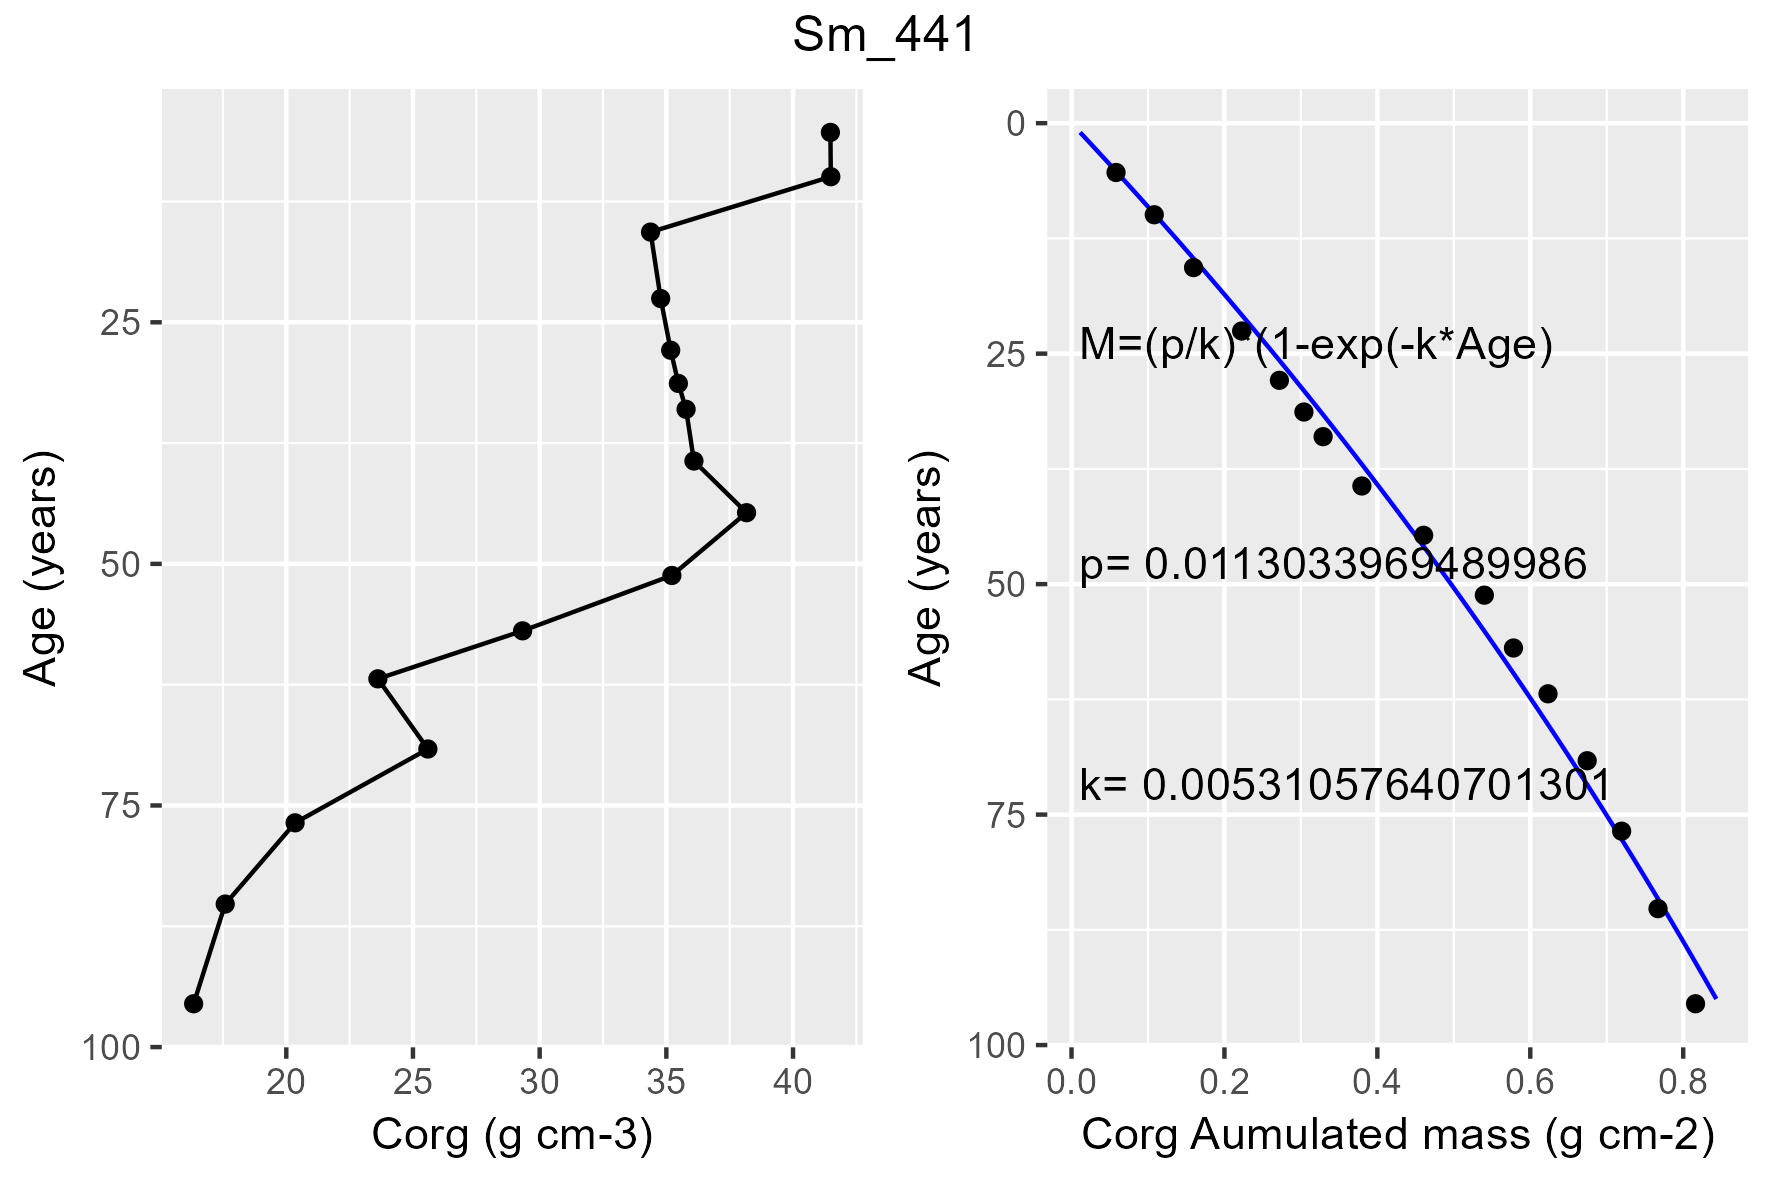 Sm_441
25
50
75
100
Age (years)
20 25 30 35 40
Corg (g cm-3)
0
25
50
75
100
Age (years)
M=(p/k)*(1-exp(-k*Age)
p= 0.0113033969489986
k= 0.00531057640701301
0.0 0.2 0.4 0.6 0.8
Corg Aumulated mass (g cm-2)